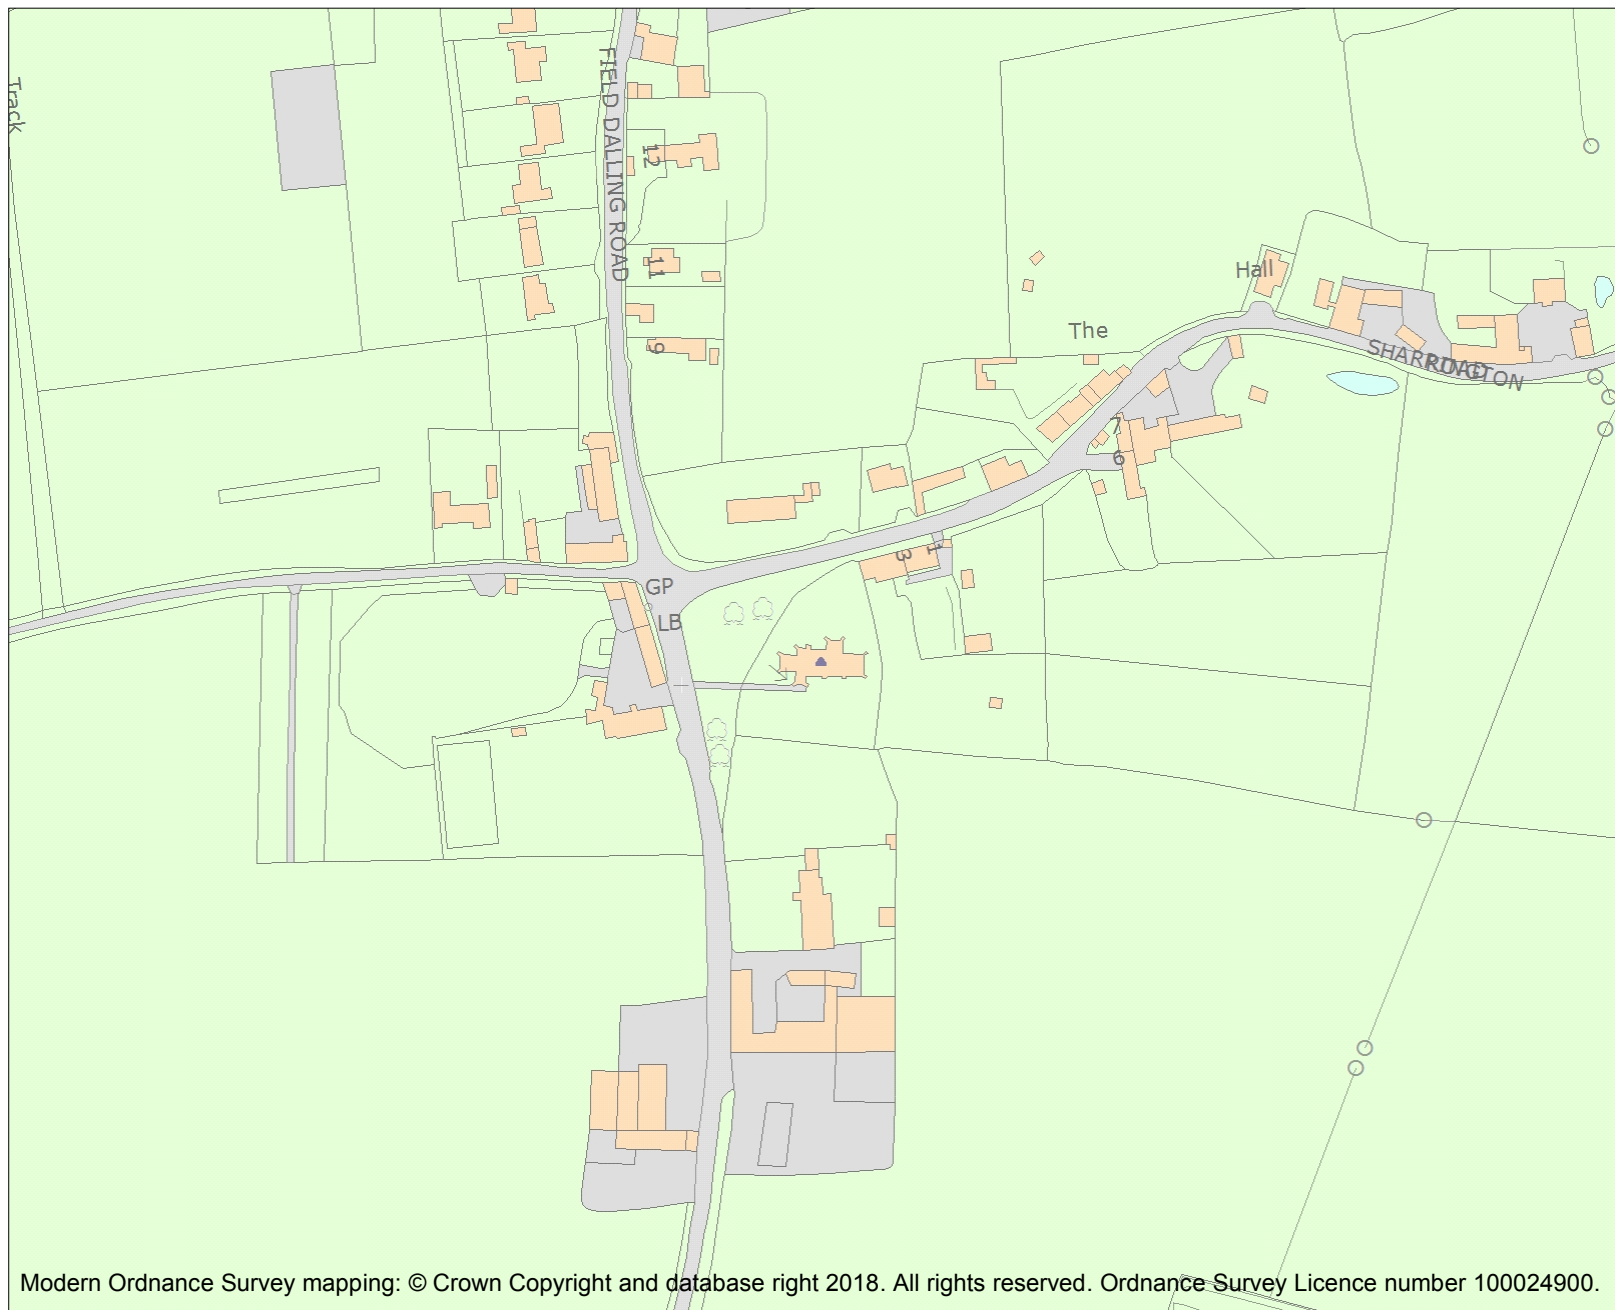 Track
FIELD DALLING ROAD
12
11
9
Hall
The
SHARRINGTON
ROAD
7
6
3
1
GP
LB
Modern Ordnance Survey mapping: © Crown Copyright and database right 2018. All rights reserved. Ordnance Survey Licence number 100024900.